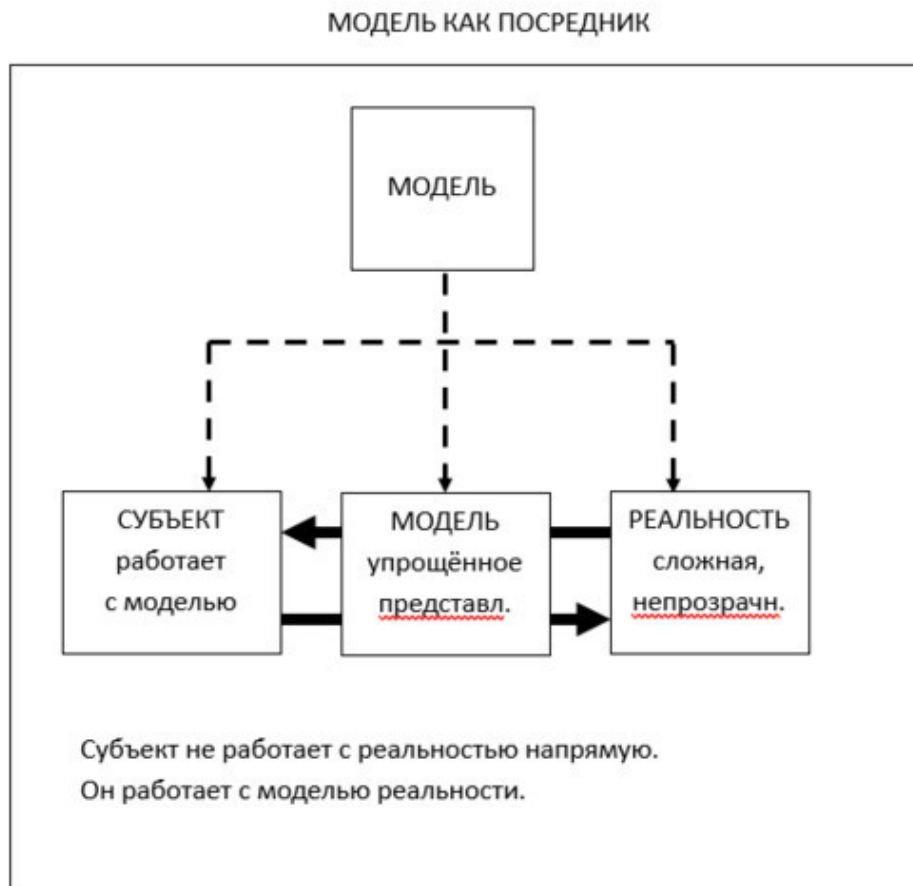 МОДЕЛЬ КАК ПОСРЕДНИК
МОДЕЛЬ
СУБЪЕКТ
работает
с моделью
МОДЕЛЬ
упрощённое
представл.
РЕАЛЬНОСТЬ
сложная,
непрозрачн.
Субъект не работает с реальностью напрямую.
Он работает с моделью реальности.